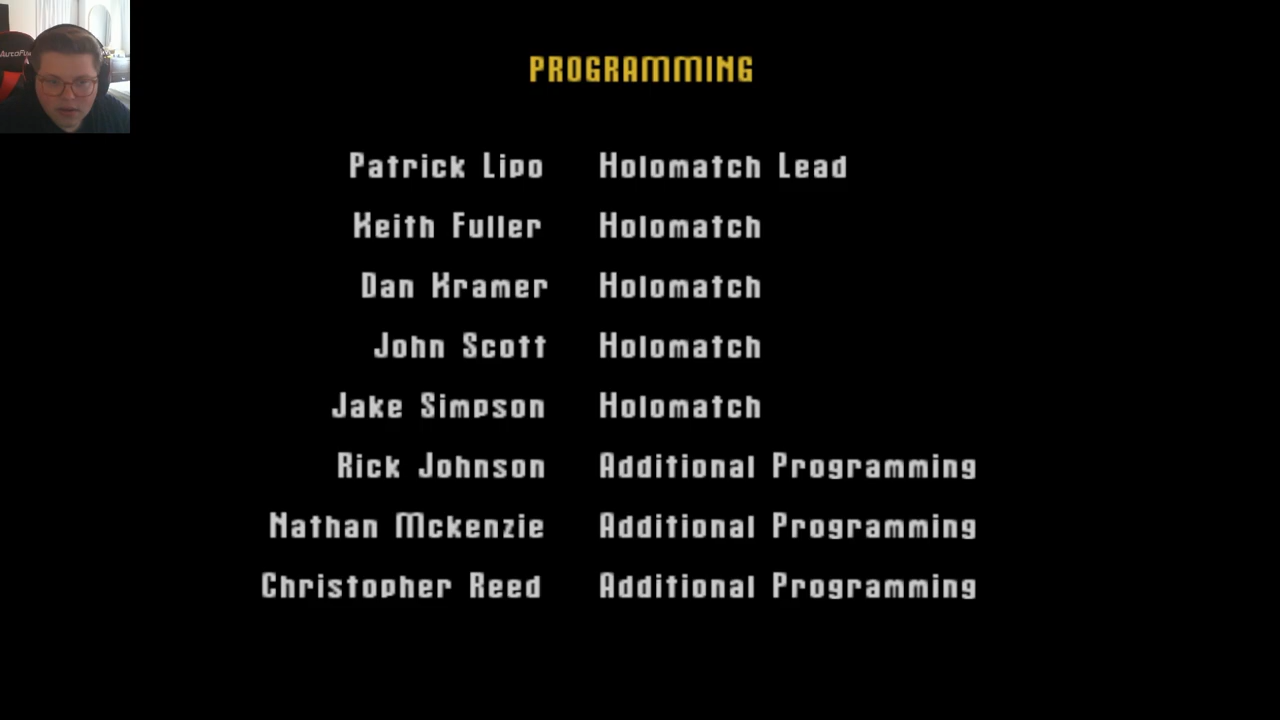 PROGRAMMING
Patrick Lipo Holomatch Lead
Keith Fuller Holomatch
Dan Kramer Holomatch
John Scott Holomatch
Jake Simpson Holomatch
Rick Johnson Additional Programming
Nathan Mckenzie Additional Programming
Christopher Reed Additional Programming